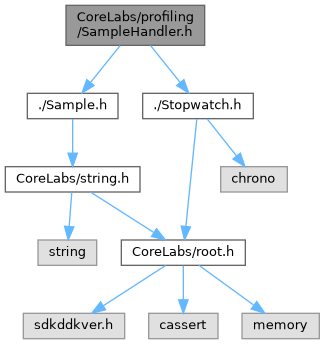 CoreLabs/profiling
/SampleHandler.h
./Sample.h
./Stopwatch.h
CoreLabs/string.h
chrono
string
CoreLabs/root.h
sdkddkver.h
cassert
memory